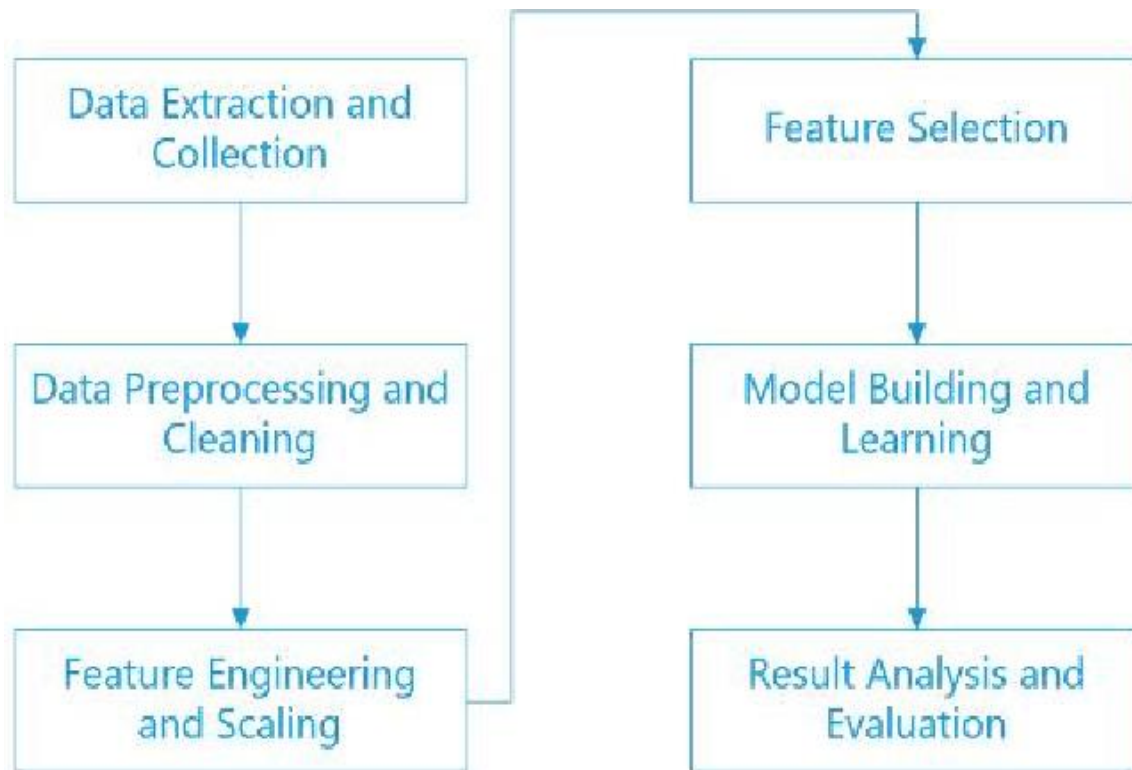 Data Extraction and
Collection
Data Preprocessing and
Cleaning
Feature Engineering
and Scaling
Feature Selection
Model Building and
Learning
Result Analysis and
Evaluation